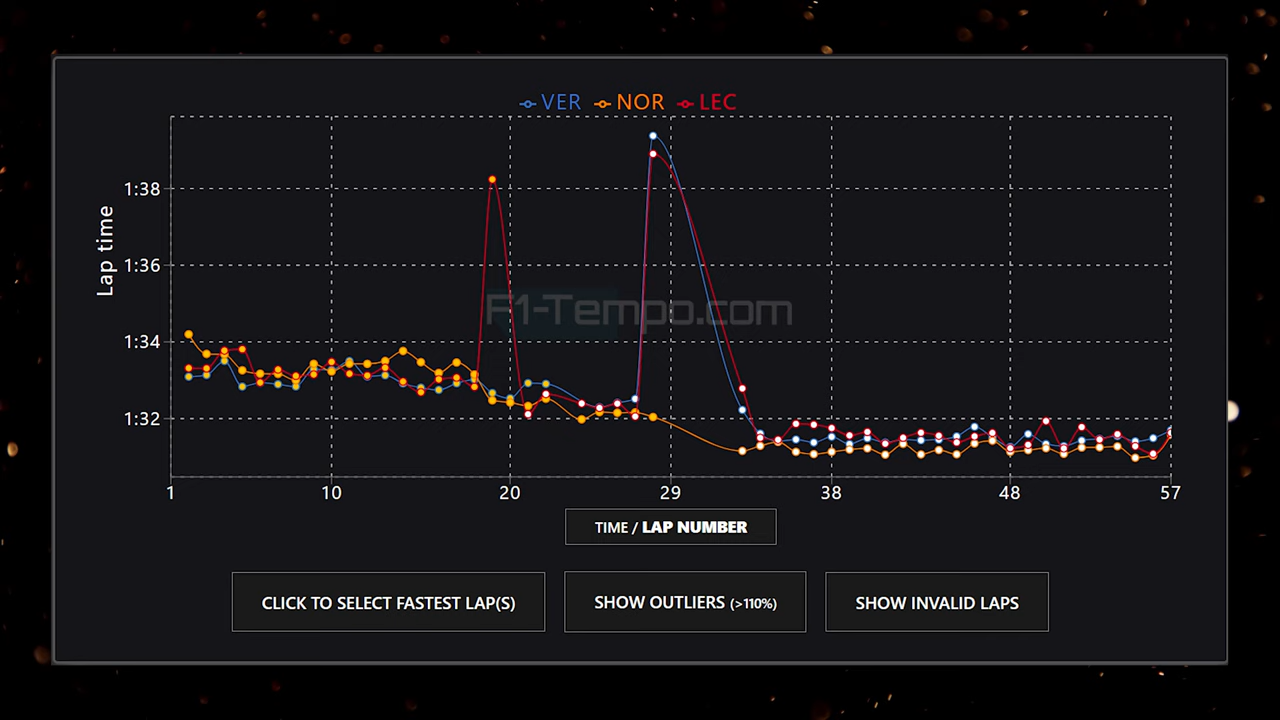 VER NOR LEC
1:38
1:36
1:34
1:32
Lap time
F1-Tempo.com
1 10 20 29 38 48 57
TIME / LAP NUMBER
CLICK TO SELECT FASTEST LAP(S)
SHOW OUTLIERS (>110%)
SHOW INVALID LAPS